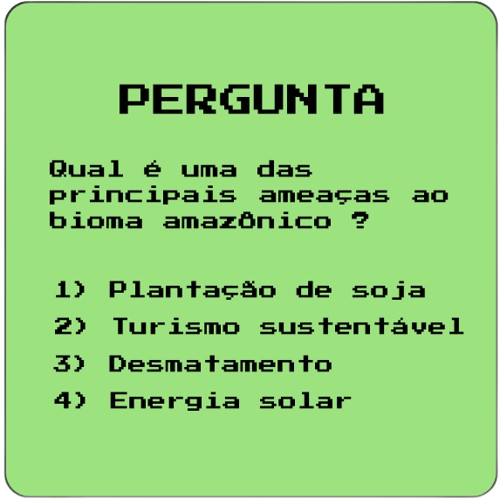 PERGUNTA
Qual é uma das
principais ameaças ao
bioma amazônico ?
1) Plantação de soja
2) Turismo sustentável
3) Desmatamento
4) Energia solar